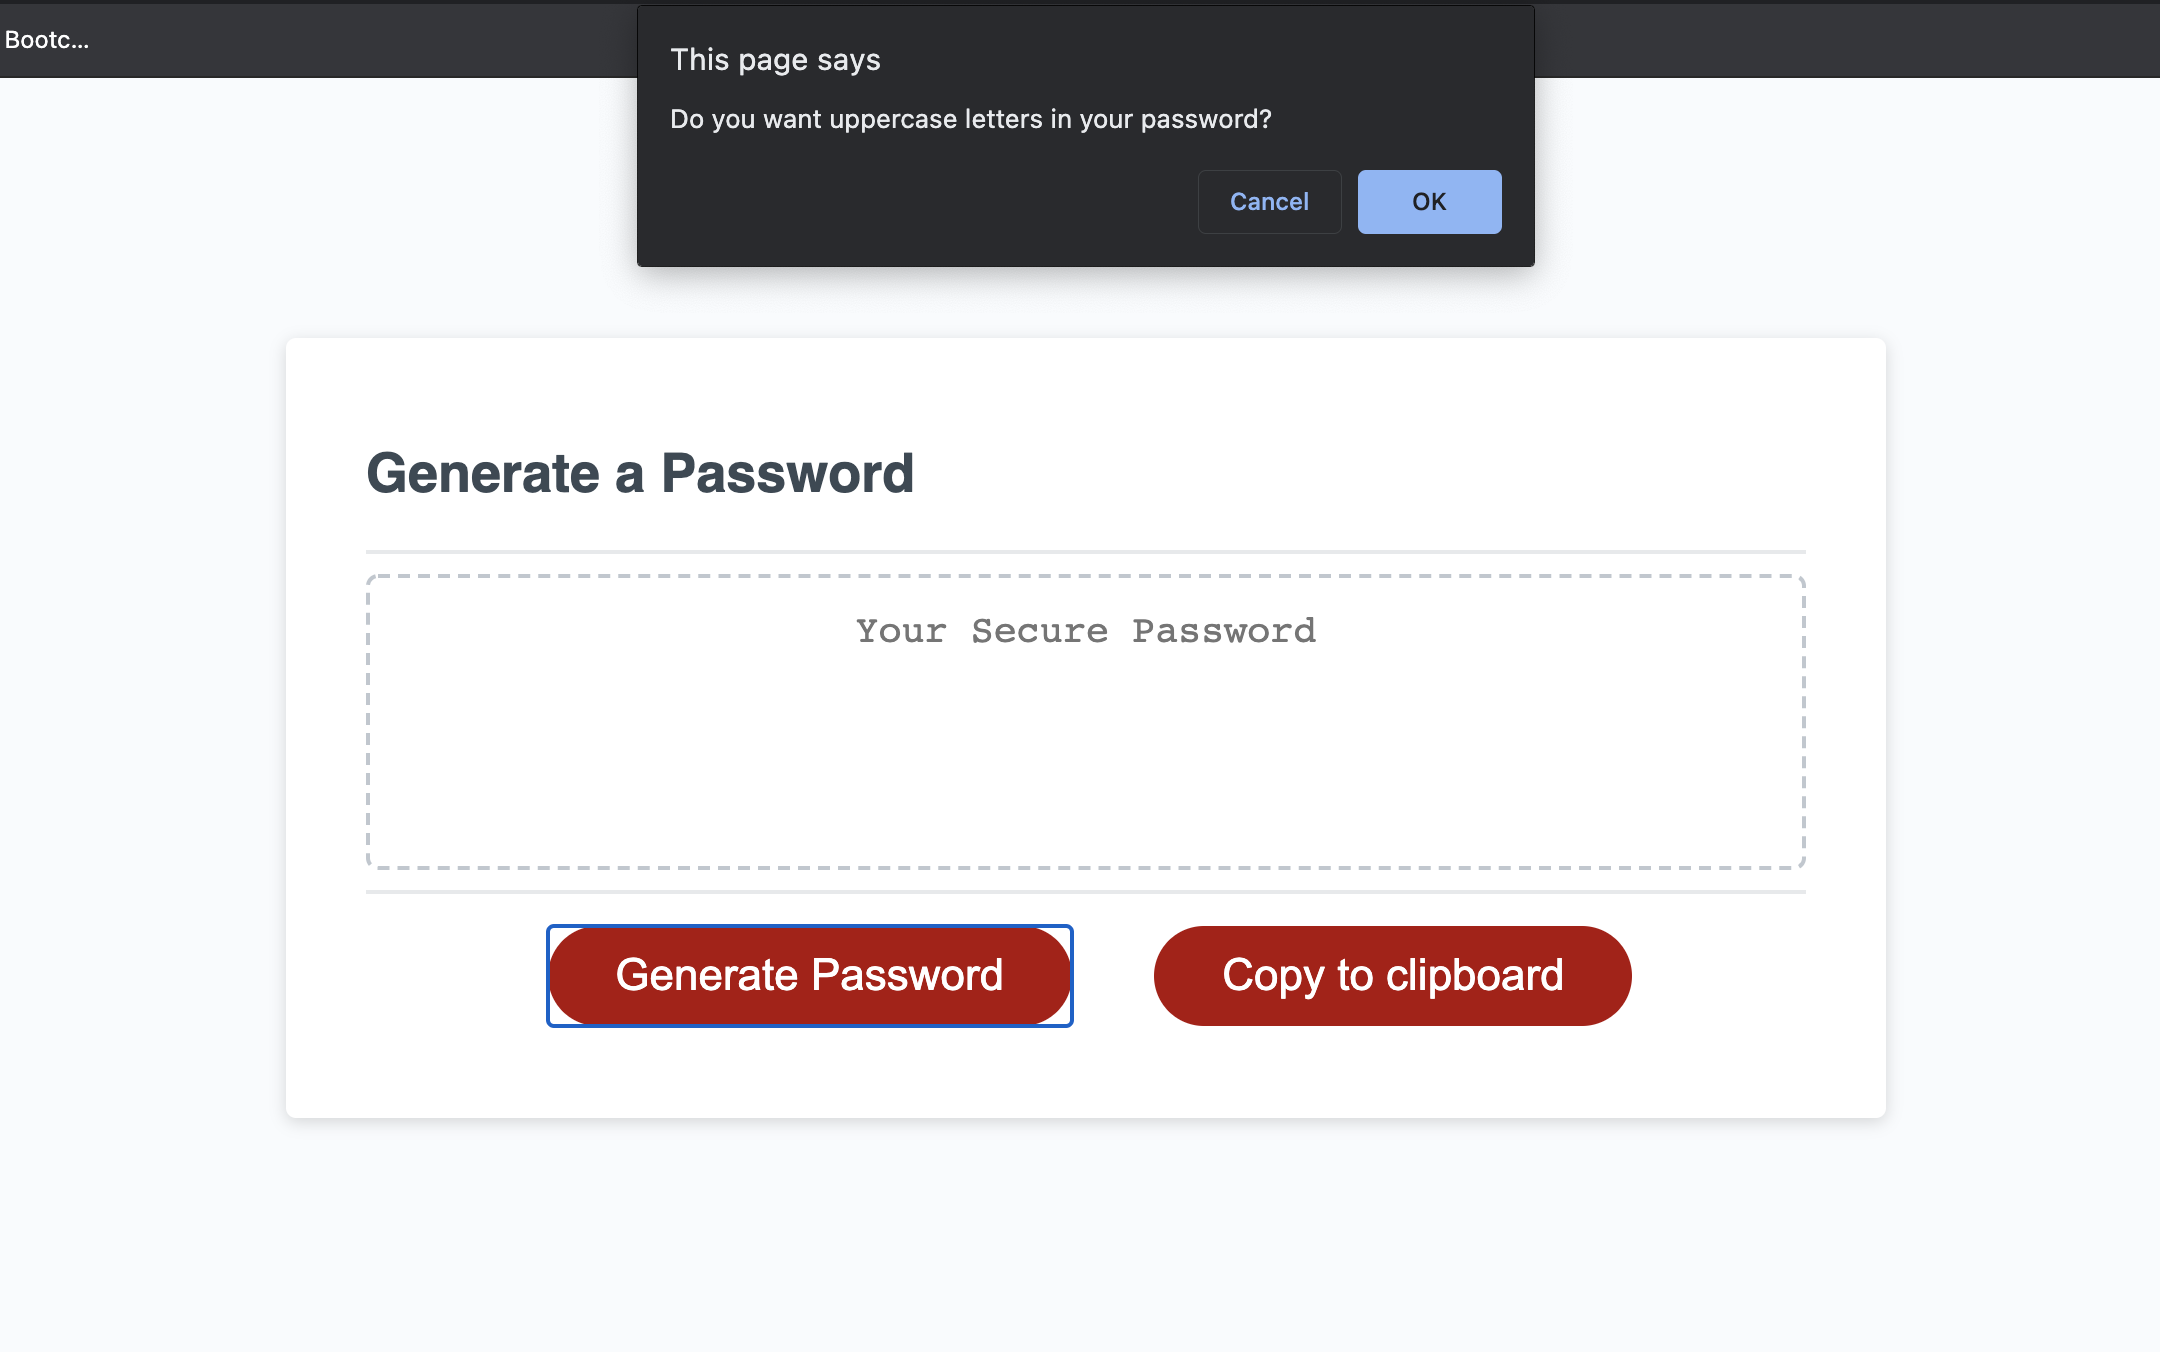 Bootc...
This page says
Do you want uppercase letters in your password?
Cancel OK
Generate a Password
Your Secure Password
Generate Password Copy to clipboard